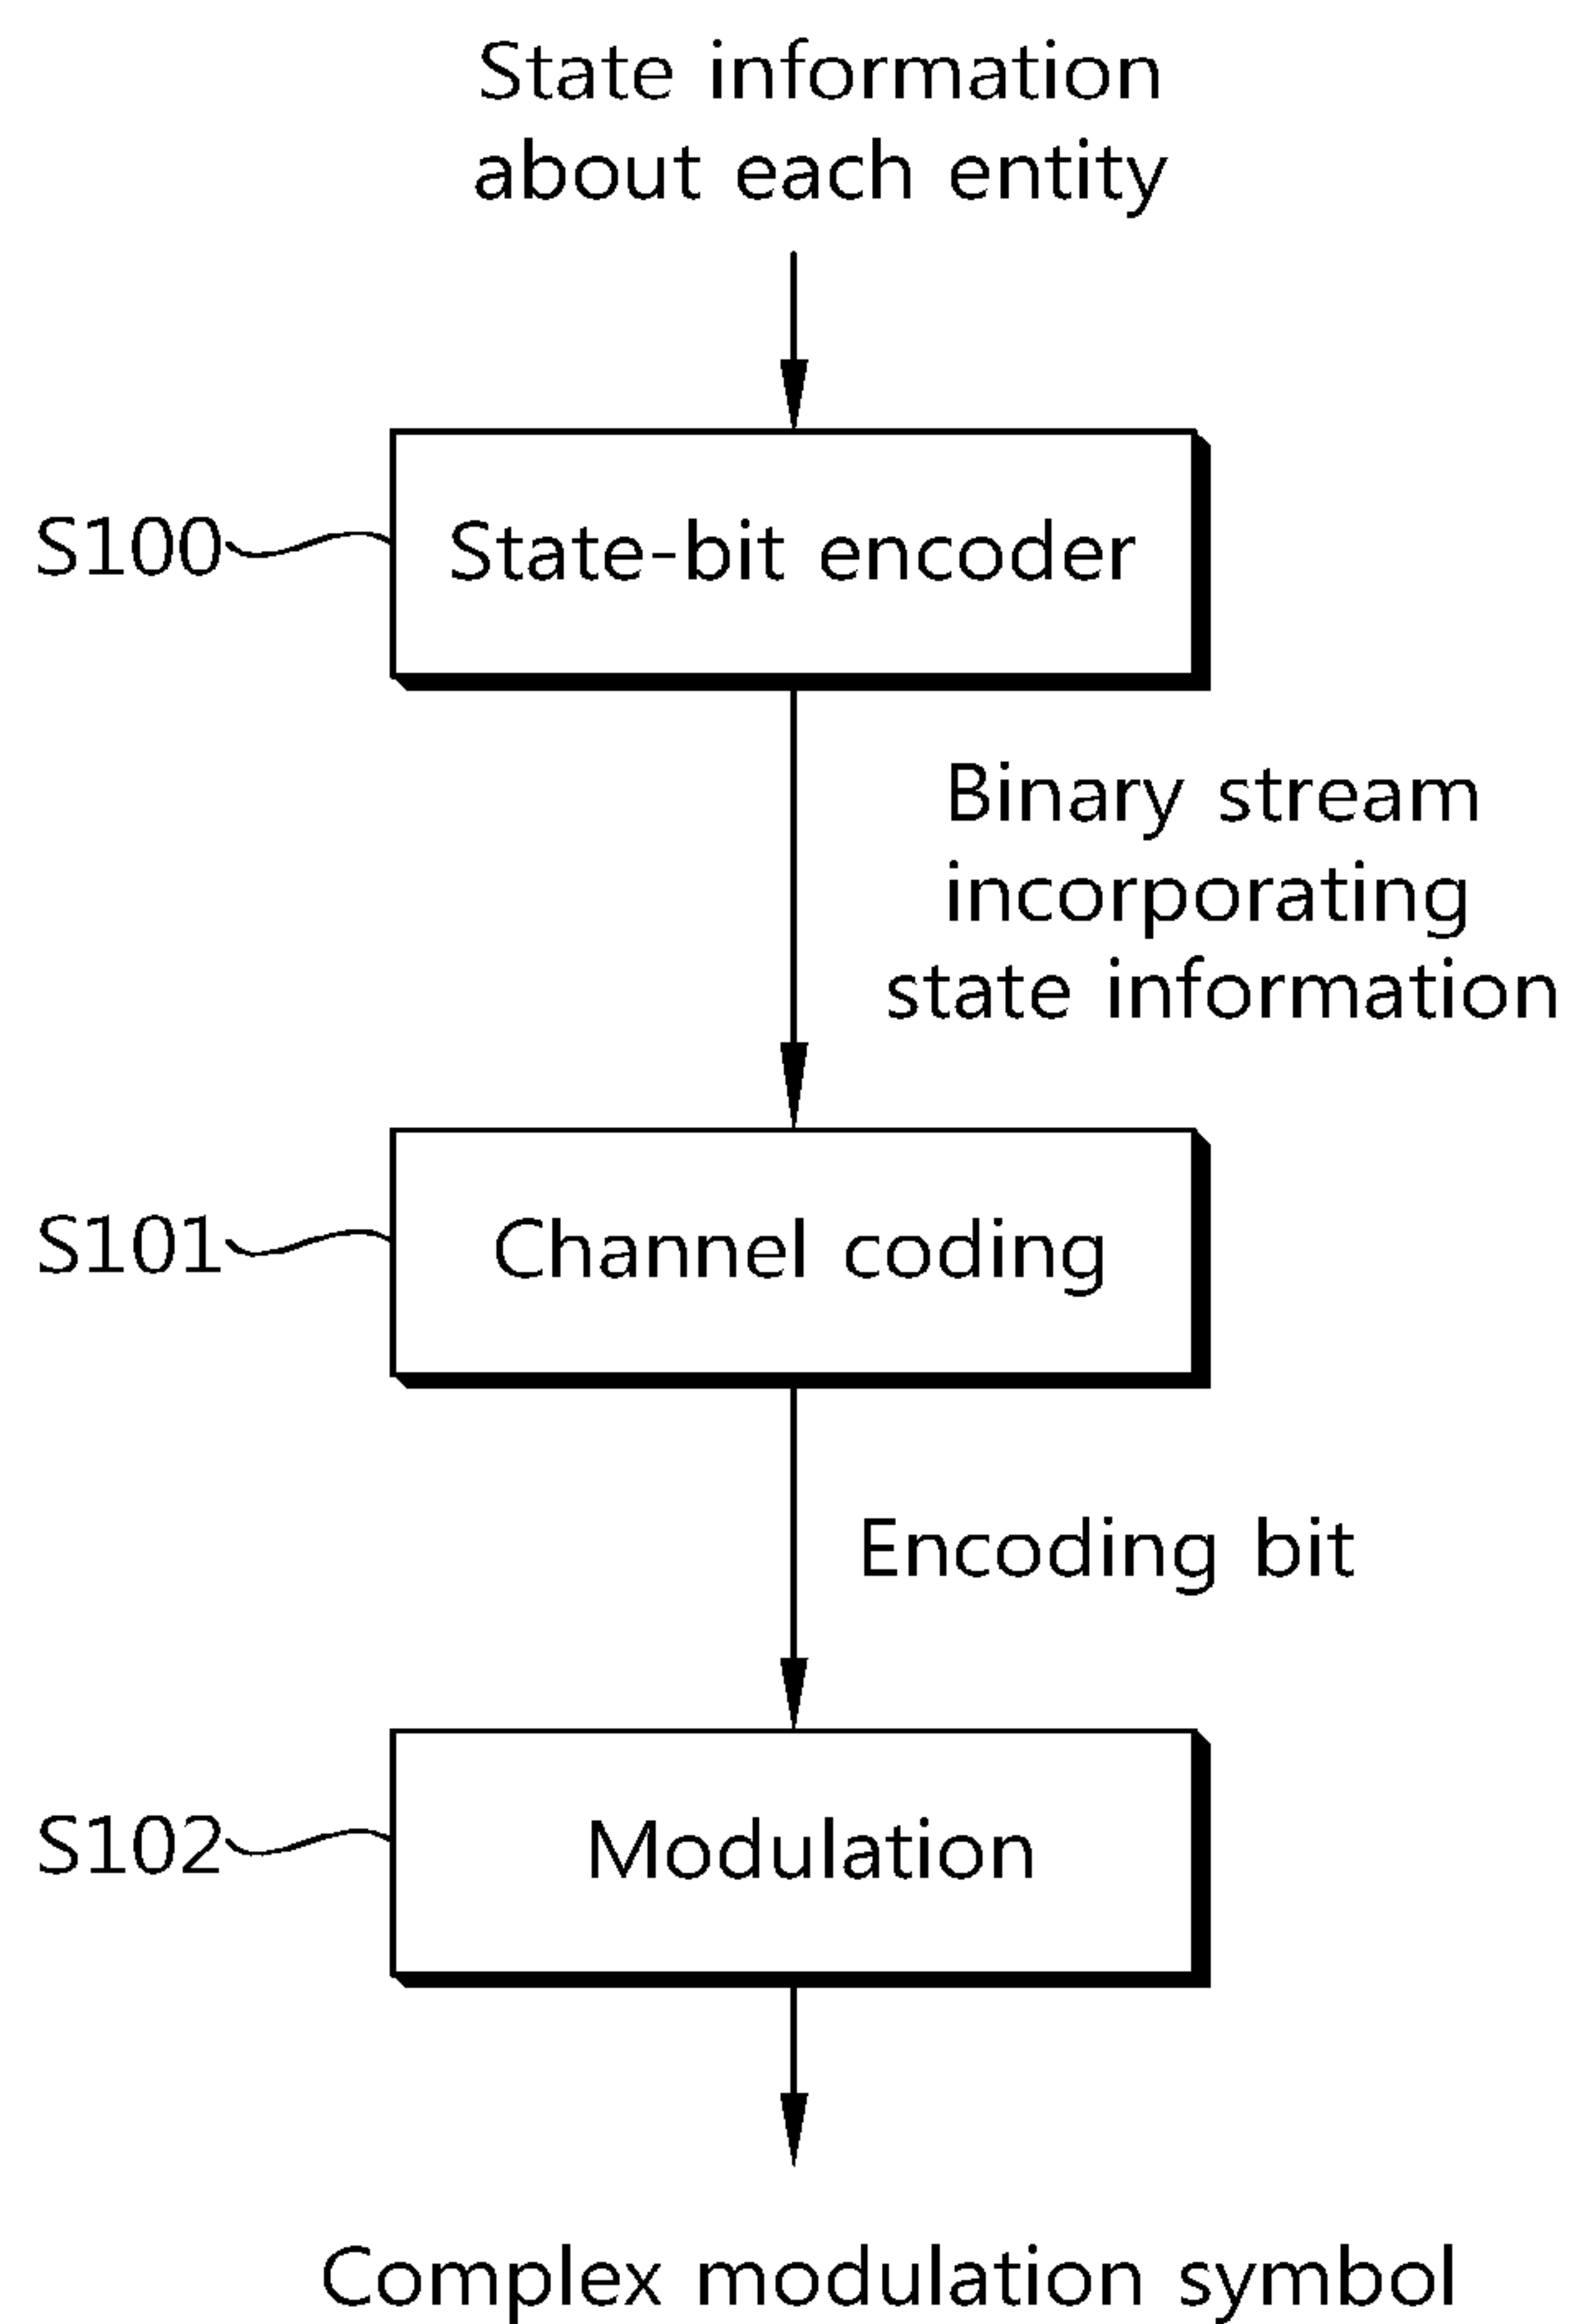 State information
about each entity
S100
State-bit encoder
Binary stream
incorporating
state information
S101
Channel coding
Encoding bit
S102
Modulation
Complex modulation symbol